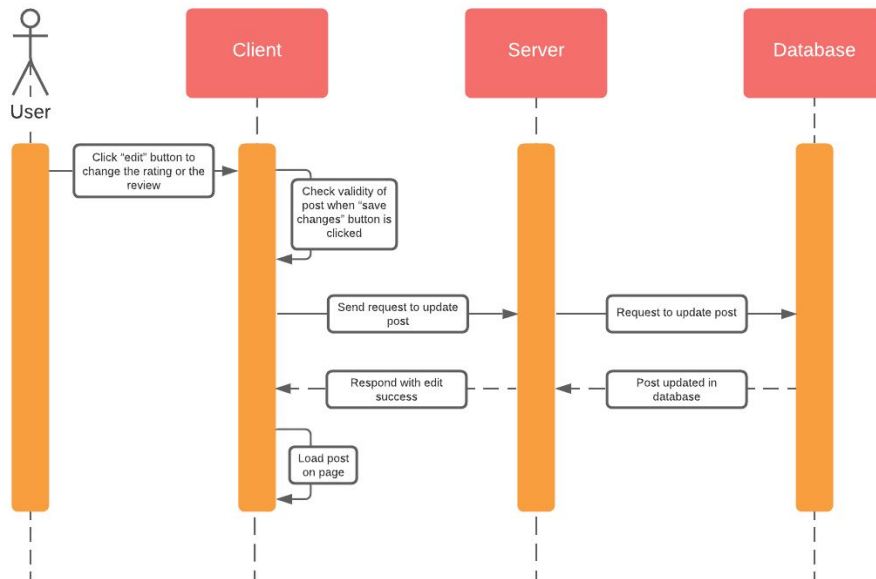 User
Client
Server
Database
Click “edit” button to
change the rating or the
review
Check validity of
post when “save
changes” button is
clicked
Send request to update
post
Request to update post
Respond with edit
success
Post updated in
database
Load post
on page